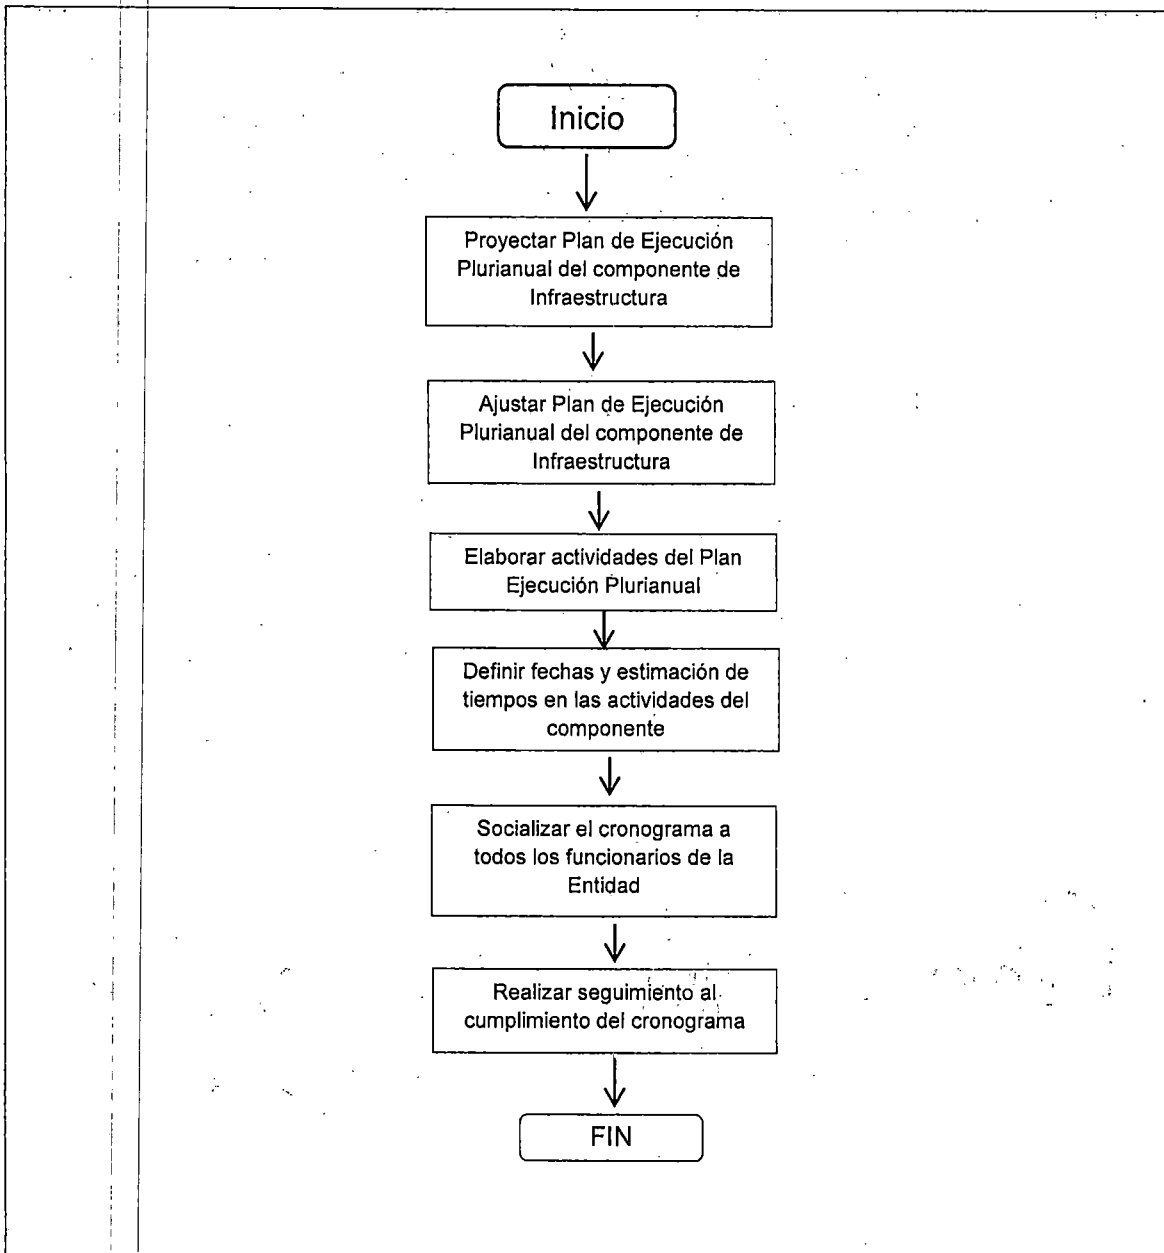 Inicio
Proyectar Plan de Ejecución
Plurianual del componente de
Infraestructura
Ajustar Plan de Ejecución
Plurianual del componente de
Infraestructura
Elaborar actividades del Plan
Ejecución Plurianual
Definir fechas y estimación de
tiempos en las actividades del
componente
Socializar el cronograma a
todos los funcionarios de la
Entidad
Realizar seguimiento al
cumplimiento del cronograma
FIN